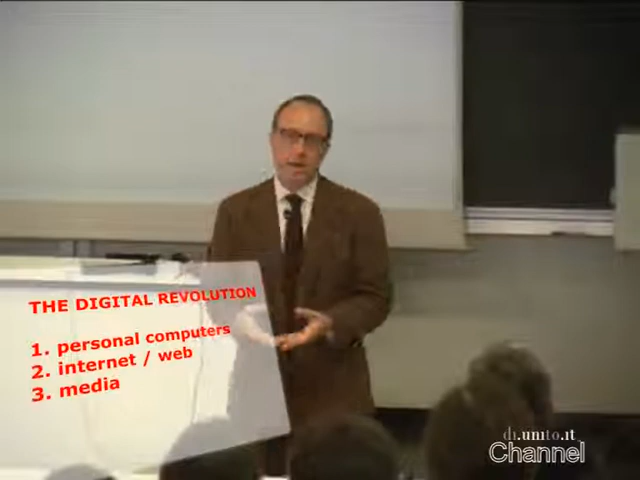 THE DIGITAL REVOLUTION
1. personal computers
2. internet / web
3. media
di.unito.it
Channel